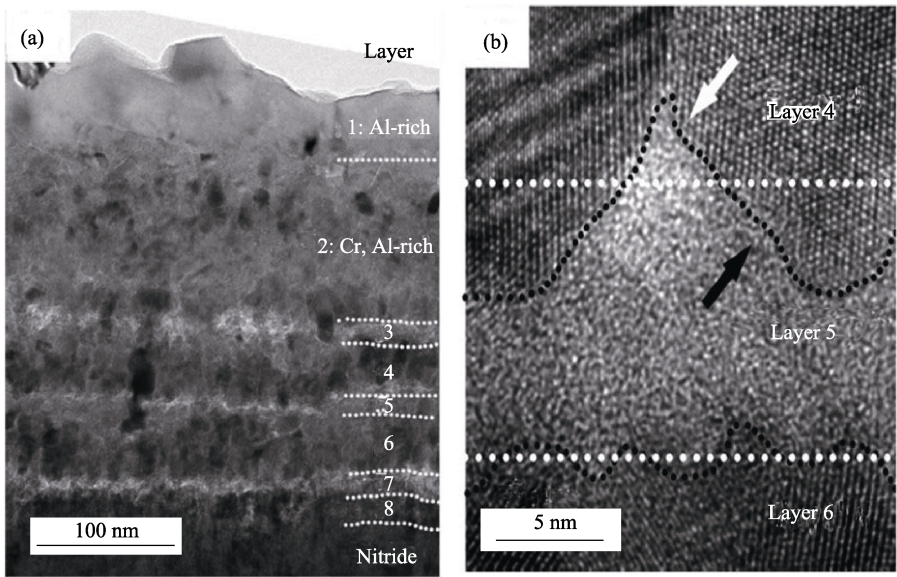 (a)
Layer
1: Al-rich
2: Cr, Al-rich
3
4
5
6
7
8
Nitride
100 nm
(b)
Layer 4
Layer 5
Layer 6
5 nm